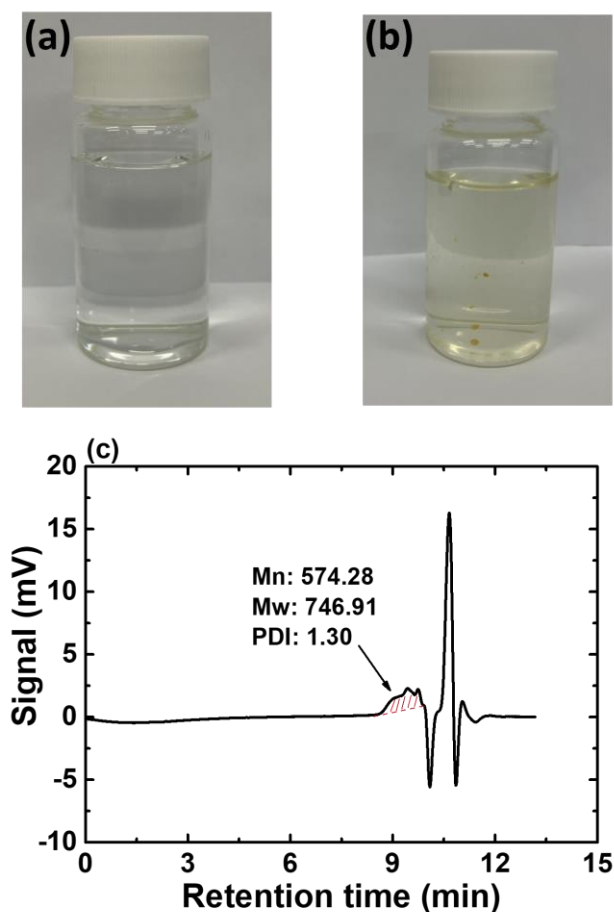 (a)
(b)
(c)
20
15
10
5
0
-5
-10
Signal (mV)
Mn: 574.28
Mw: 746.91
PDI: 1.30
0 3 6 9 12 15
Retention time (min)